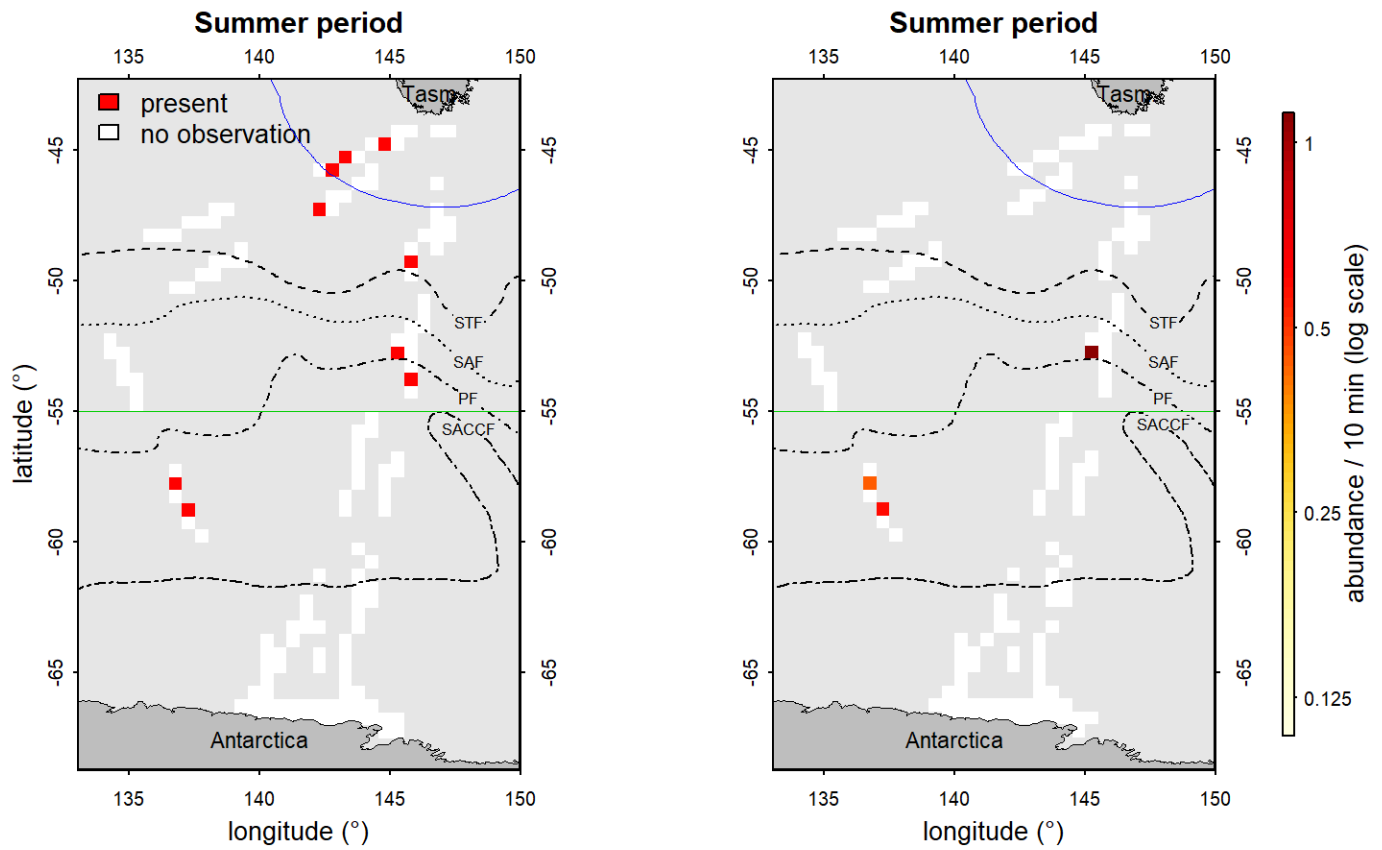 Summer period
135 140 145 150
present
no observation
Tasm
-45 -45
-50 -50
STF
SAF
PF
-55 -55
SACCF
-60 -60
-65 -65
Antarctica
135 140 145 150
longitude (°)
latitude (°)
Summer period
135 140 145 150
Tasm
-45 -45
-50 -50
STF
SAF
PF
-55 -55
SACCF
-60 -60
-65 -65
Antarctica
135 140 145 150
longitude (°)
1
0.5
0.25
0.125
abundance / 10 min (log scale)